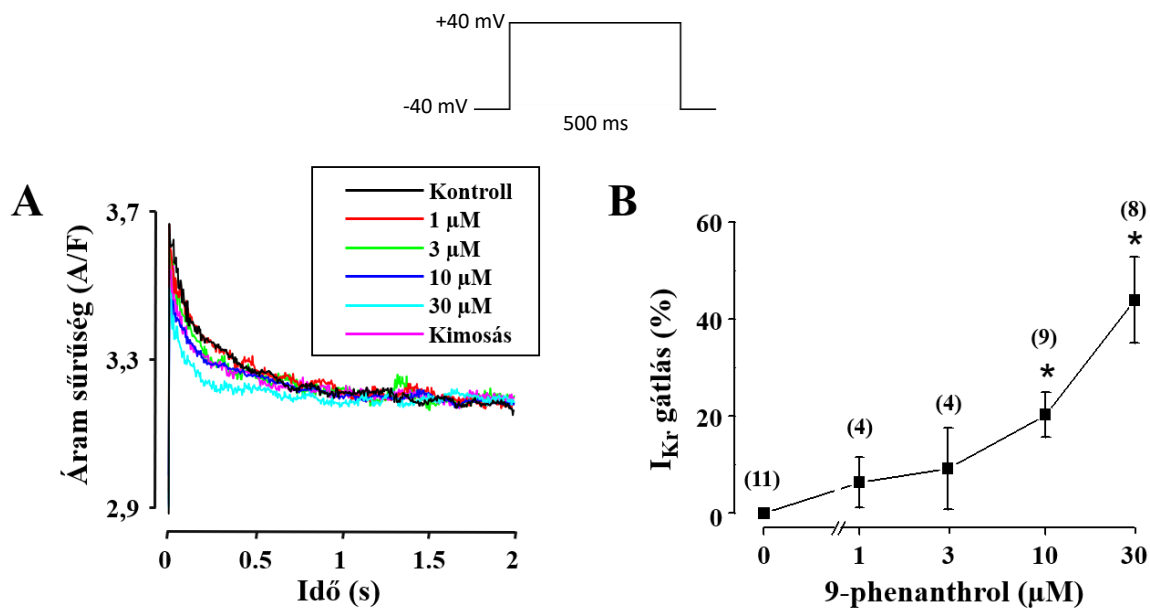 +40 mV
-40 mV
500 ms
A
Kontroll
1 µM
3 µM
10 µM
30 µM
Kimosás
Áram sűrűség (A/F)
3,7
3.3
2,9
0 0.5 1 1.5 2
Idő (s)
B
I_Kr gátlás (%)
60
40
20
0
(11)
(4)
(4)
(9)
*
(8)
*
0 1 3 10 30
9-phenanthrol (µM)